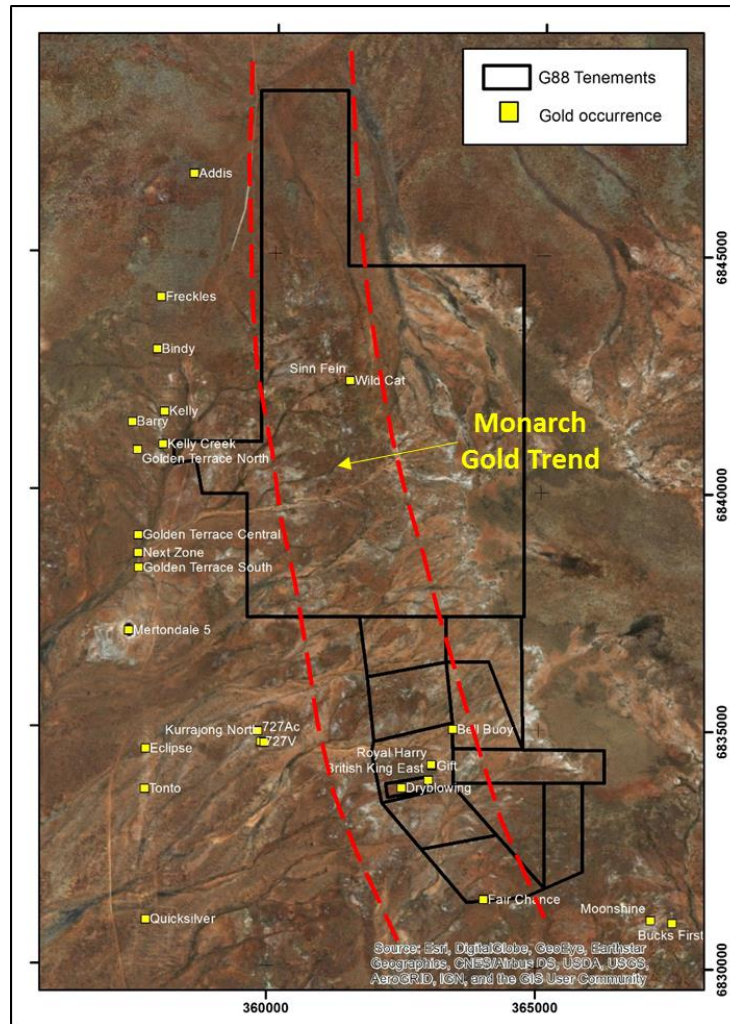 G88 Tenements
Gold occurrence
Addis
6845000
Freckles
Bindy
Sinn Fein
Wild Cat
Kelly
Barry
Monarch
Gold Trend
Kelly Creek
Golden Terrace North
6840000
Golden Terrace Central
Next Zone
Golden Terrace South
Mertondale 5
Kurrajong North
727Ac
727V
Bell Buoy
6835000
Eclipse
Royal Harry
Gift
British King East
Tonto
Dryblowing
Fair Chance
Moonshine
Quicksilver
Bucks First
Source: Esri, DigitalGlobe, GeoEye, Earthstar
Geographics, CNES/Airbus DS, USDA, USGS,
AeroGRID, IGN, and the GIS User Community
6830000
360000
365000